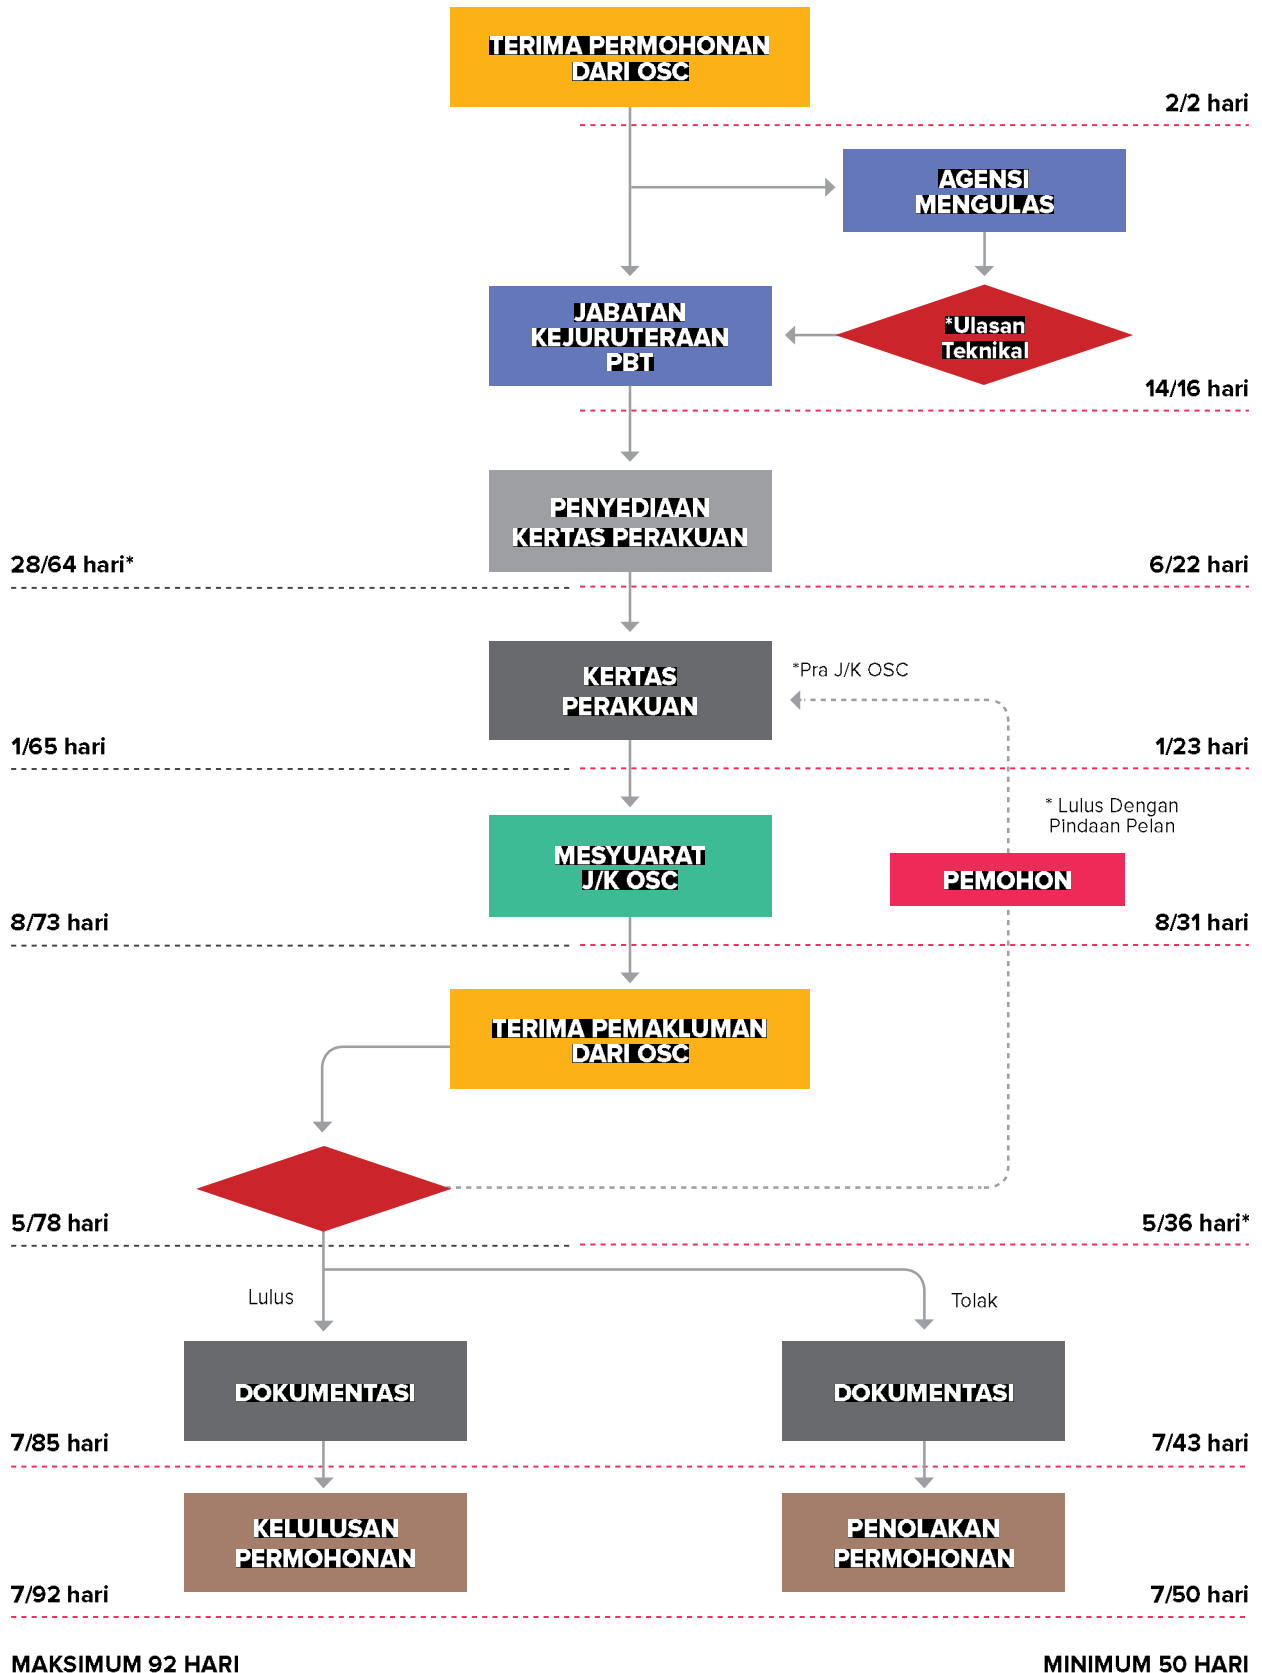 TERIMA PERMOHONAN
DARI OSC
2/2 hari
AGENSI
MENGULAS
JABATAN
KEJURUTERAAN
PBT
*Ulasan
Teknikal
14/16 hari
PENYEDIAAN
KERTAS PERAKUAN
28/64 hari*
6/22 hari
KERTAS
PERAKUAN
*Pra J/K OSC
1/65 hari
1/23 hari
* Lulus Dengan
Pindaan Pelan
MESYUARAT
J/K OSC
PEMOHON
8/73 hari
8/31 hari
TERIMA PEMAKLUMAN
DARI OSC
5/78 hari
5/36 hari*
Lulus
Tolak
DOKUMENTASI
DOKUMENTASI
7/85 hari
7/43 hari
KELULUSAN
PERMOHONAN
PENOLAKAN
PERMOHONAN
7/92 hari
7/50 hari
MAKSIMUM 92 HARI
MINIMUM 50 HARI